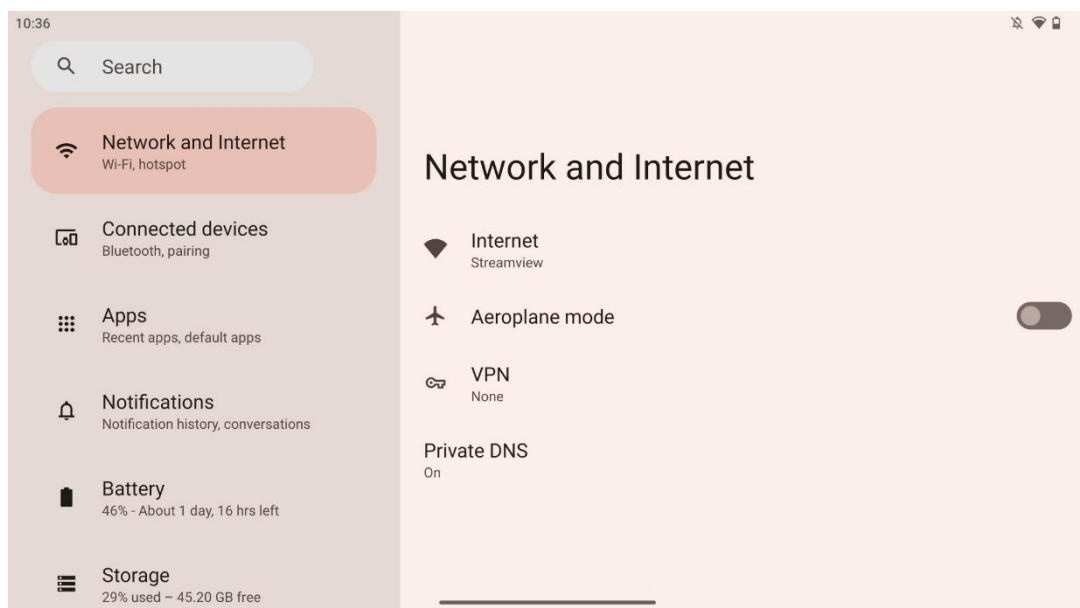 10:36
Search
Network and Internet
Wi-Fi, hotspot
Connected devices
Bluetooth, pairing
Apps
Recent apps, default apps
Notifications
Notification history, conversations
Battery
46% - About 1 day, 16 hrs left
Storage
29% used – 45.20 GB free
Network and Internet
Internet
Streamview
Aeroplane mode
VPN
None
Private DNS
On